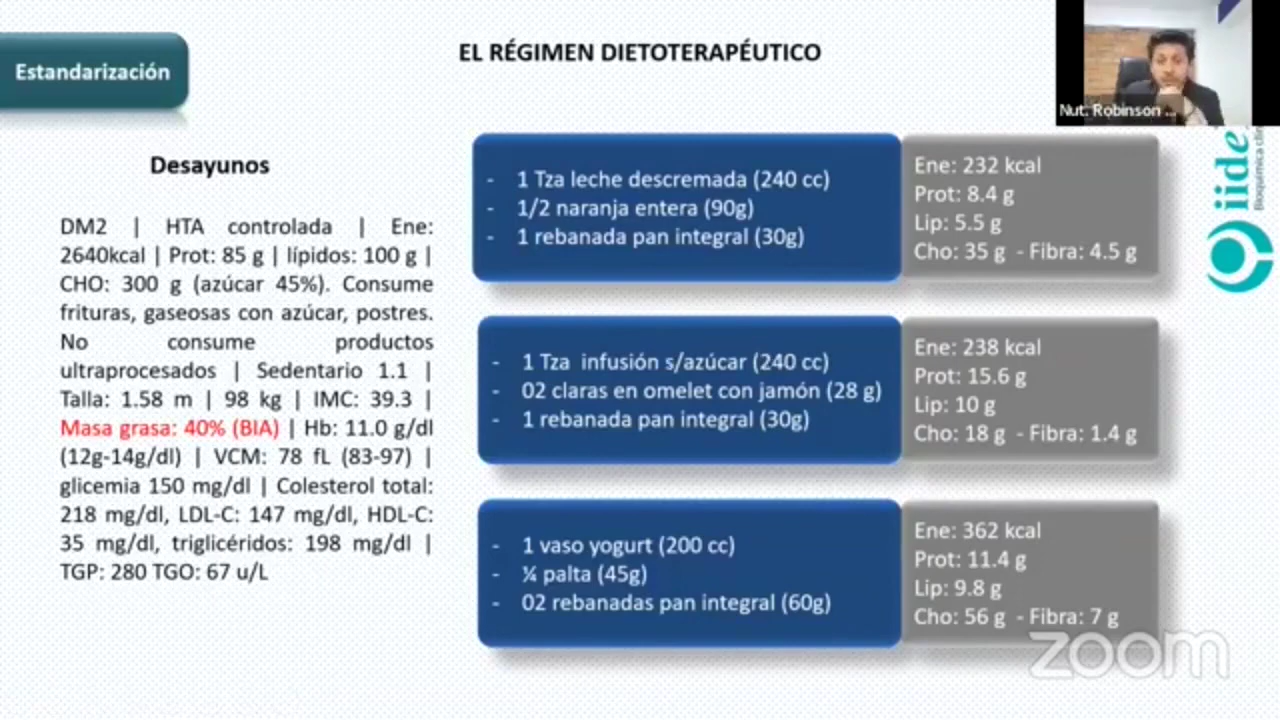 EL RÉGIMEN DIETOTERAPÉUTICO
Estandarización
Nut. Robinson ...
Desayunos
DM2 | HTA controlada | Ene:
2640kcal | Prot: 85 g | lípidos: 100 g |
CHO: 300 g (azúcar 45%). Consume
frituras, gaseosas con azúcar, postres.
No consume productos
ultraprocesados | Sedentario 1.1 |
Talla: 1.58 m | 98 kg | IMC: 39.3 |
Masa grasa: 40% (BIA) | Hb: 11.0 g/dl
(12g-14g/dl) | VCM: 78 fL (83-97) |
glicemia 150 mg/dl | Colesterol total:
218 mg/dl, LDL-C: 147 mg/dl, HDL-C:
35 mg/dl, triglicéridos: 198 mg/dl |
TGP: 280 TGO: 67 u/L
- 1 Tza leche descremada (240 cc)
- 1/2 naranja entera (90g)
- 1 rebanada pan integral (30g)
Ene: 232 kcal
Prot: 8.4 g
Lip: 5.5 g
Cho: 35 g - Fibra: 4.5 g
- 1 Tza infusión s/azúcar (240 cc)
- 02 claras en omelet con jamón (28 g)
- 1 rebanada pan integral (30g)
Ene: 238 kcal
Prot: 15.6 g
Lip: 10 g
Cho: 18 g - Fibra: 1.4 g
- 1 vaso yogurt (200 cc)
- ¼ palta (45g)
- 02 rebanadas pan integral (60g)
Ene: 362 kcal
Prot: 11.4 g
Lip: 9.8 g
Cho: 56 g - Fibra: 7 g
iide
Bioquímica clín
zoom